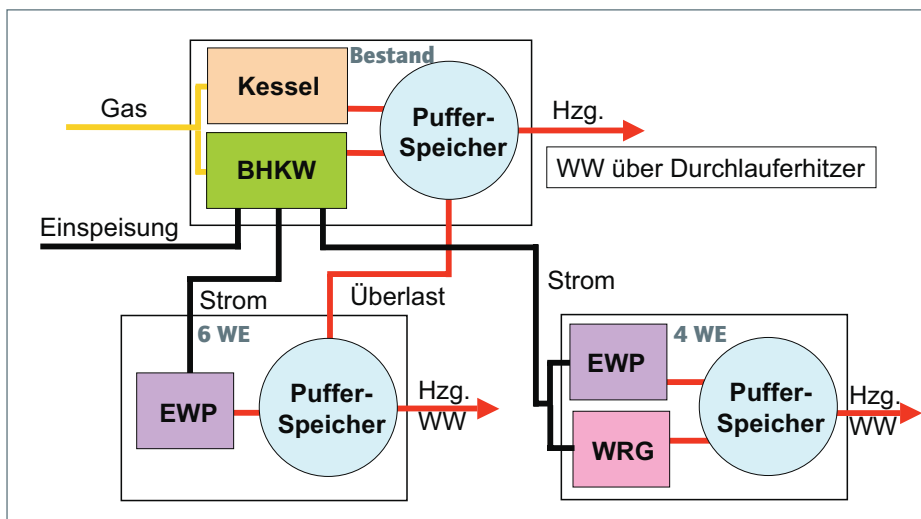 Bestand
Kessel
Gas
Puffer-
Speicher
Hzg.
BHKW
WW über Durchlauferhitzer
Einspeisung
Strom
Überlast
Strom
6 WE
EWP
Puffer-
Speicher
Hzg.
WW
4 WE
EWP
WRG
Puffer-
Speicher
Hzg.
WW